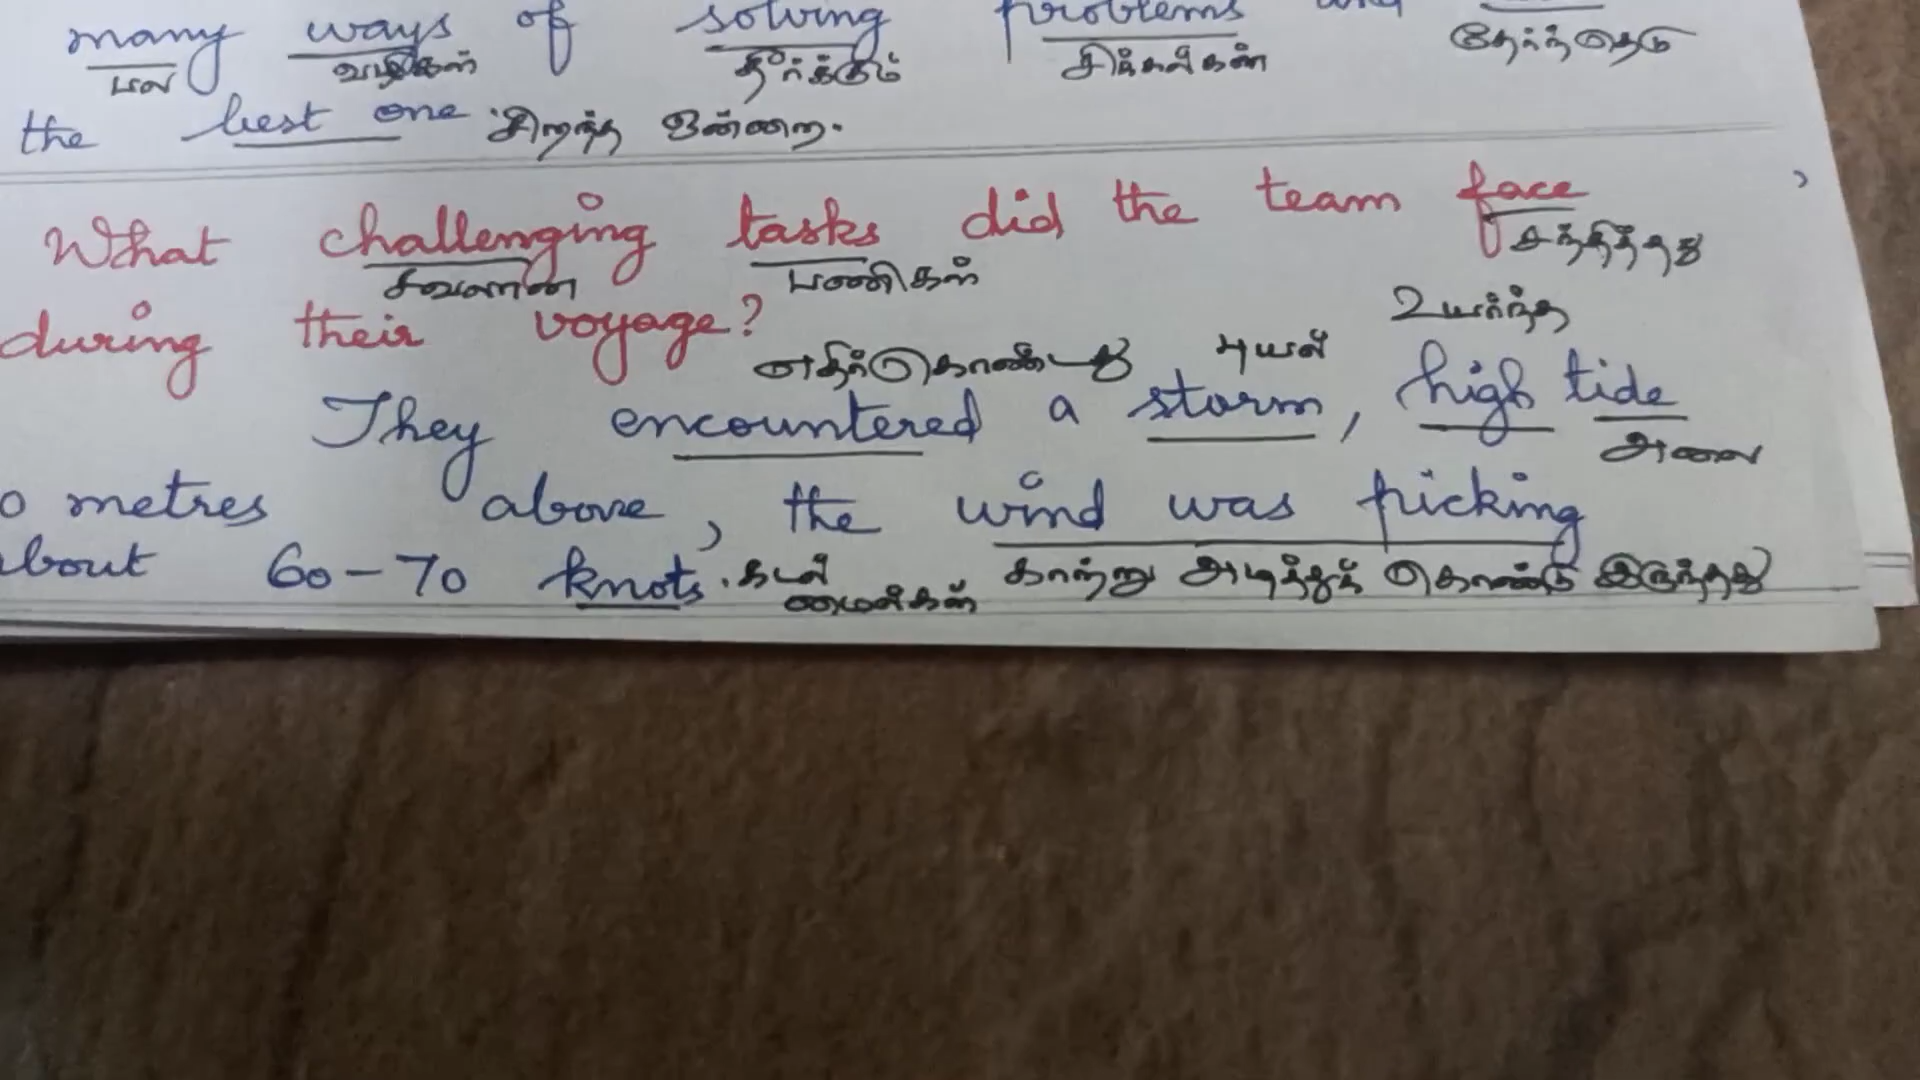 many ways of solving problems
பல வழிகள் தீர்க்கும் சிக்கல்கள் தேர்ந்தெடு
the best one சிறந்த ஒன்றை.
What challenging tasks did the team face
சவாலான பணிகள் சந்தித்தது
during their voyage?
எதிர்கொண்டது புயல் உயர்ந்த
They encountered a storm, high tide
அலை
metres above, the wind was picking
about 60-70 knots. கடல் மைல்கள் காற்று அடித்துக் கொண்டு இருந்தது